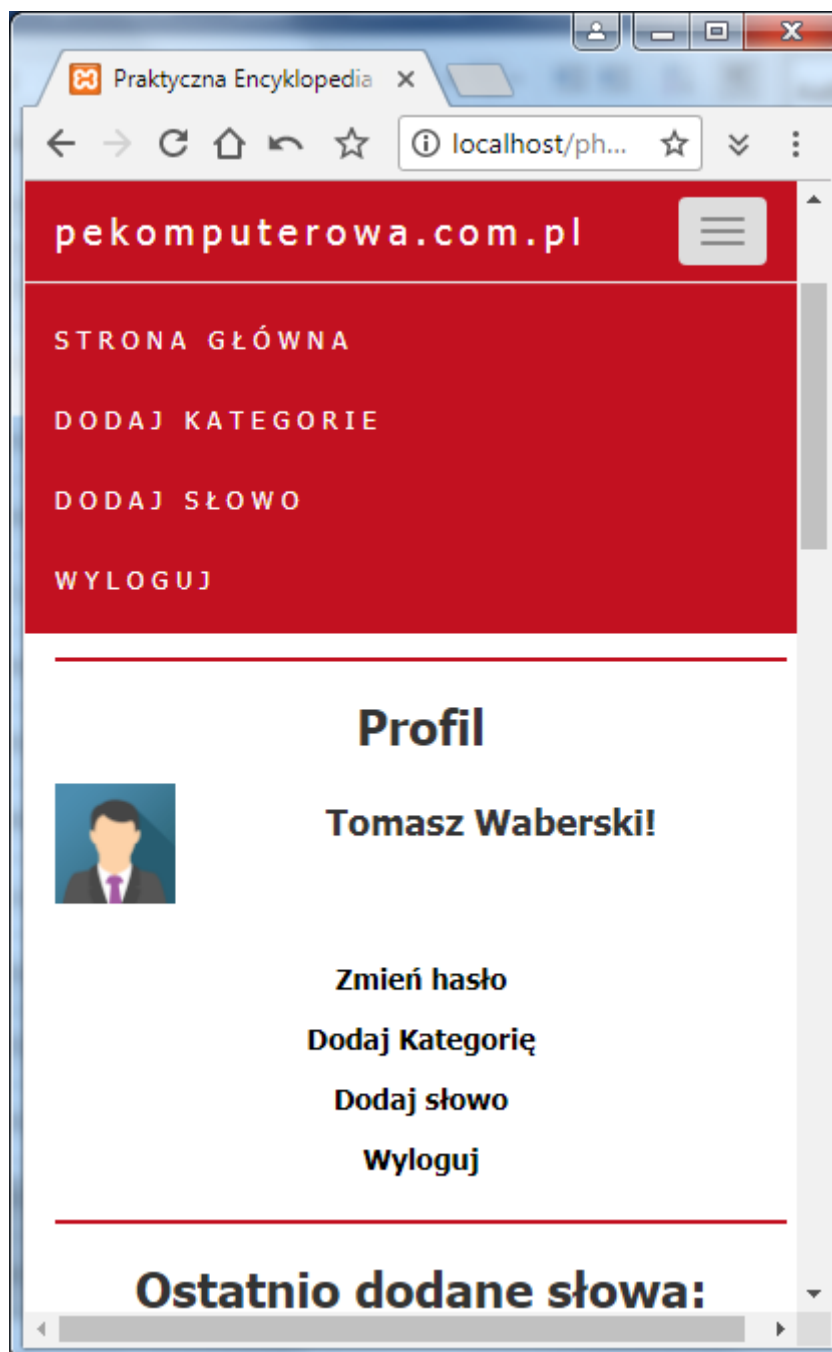 Praktyczna Encyklopedia
localhost/ph...
pekomputerowa.com.pl
STRONA GŁÓWNA
DODAJ KATEGORIE
DODAJ SŁOWO
WYLOGUJ
Profil
Tomasz Waberski!
Zmień hasło
Dodaj Kategorię
Dodaj słowo
Wyloguj
Ostatnio dodane słowa: